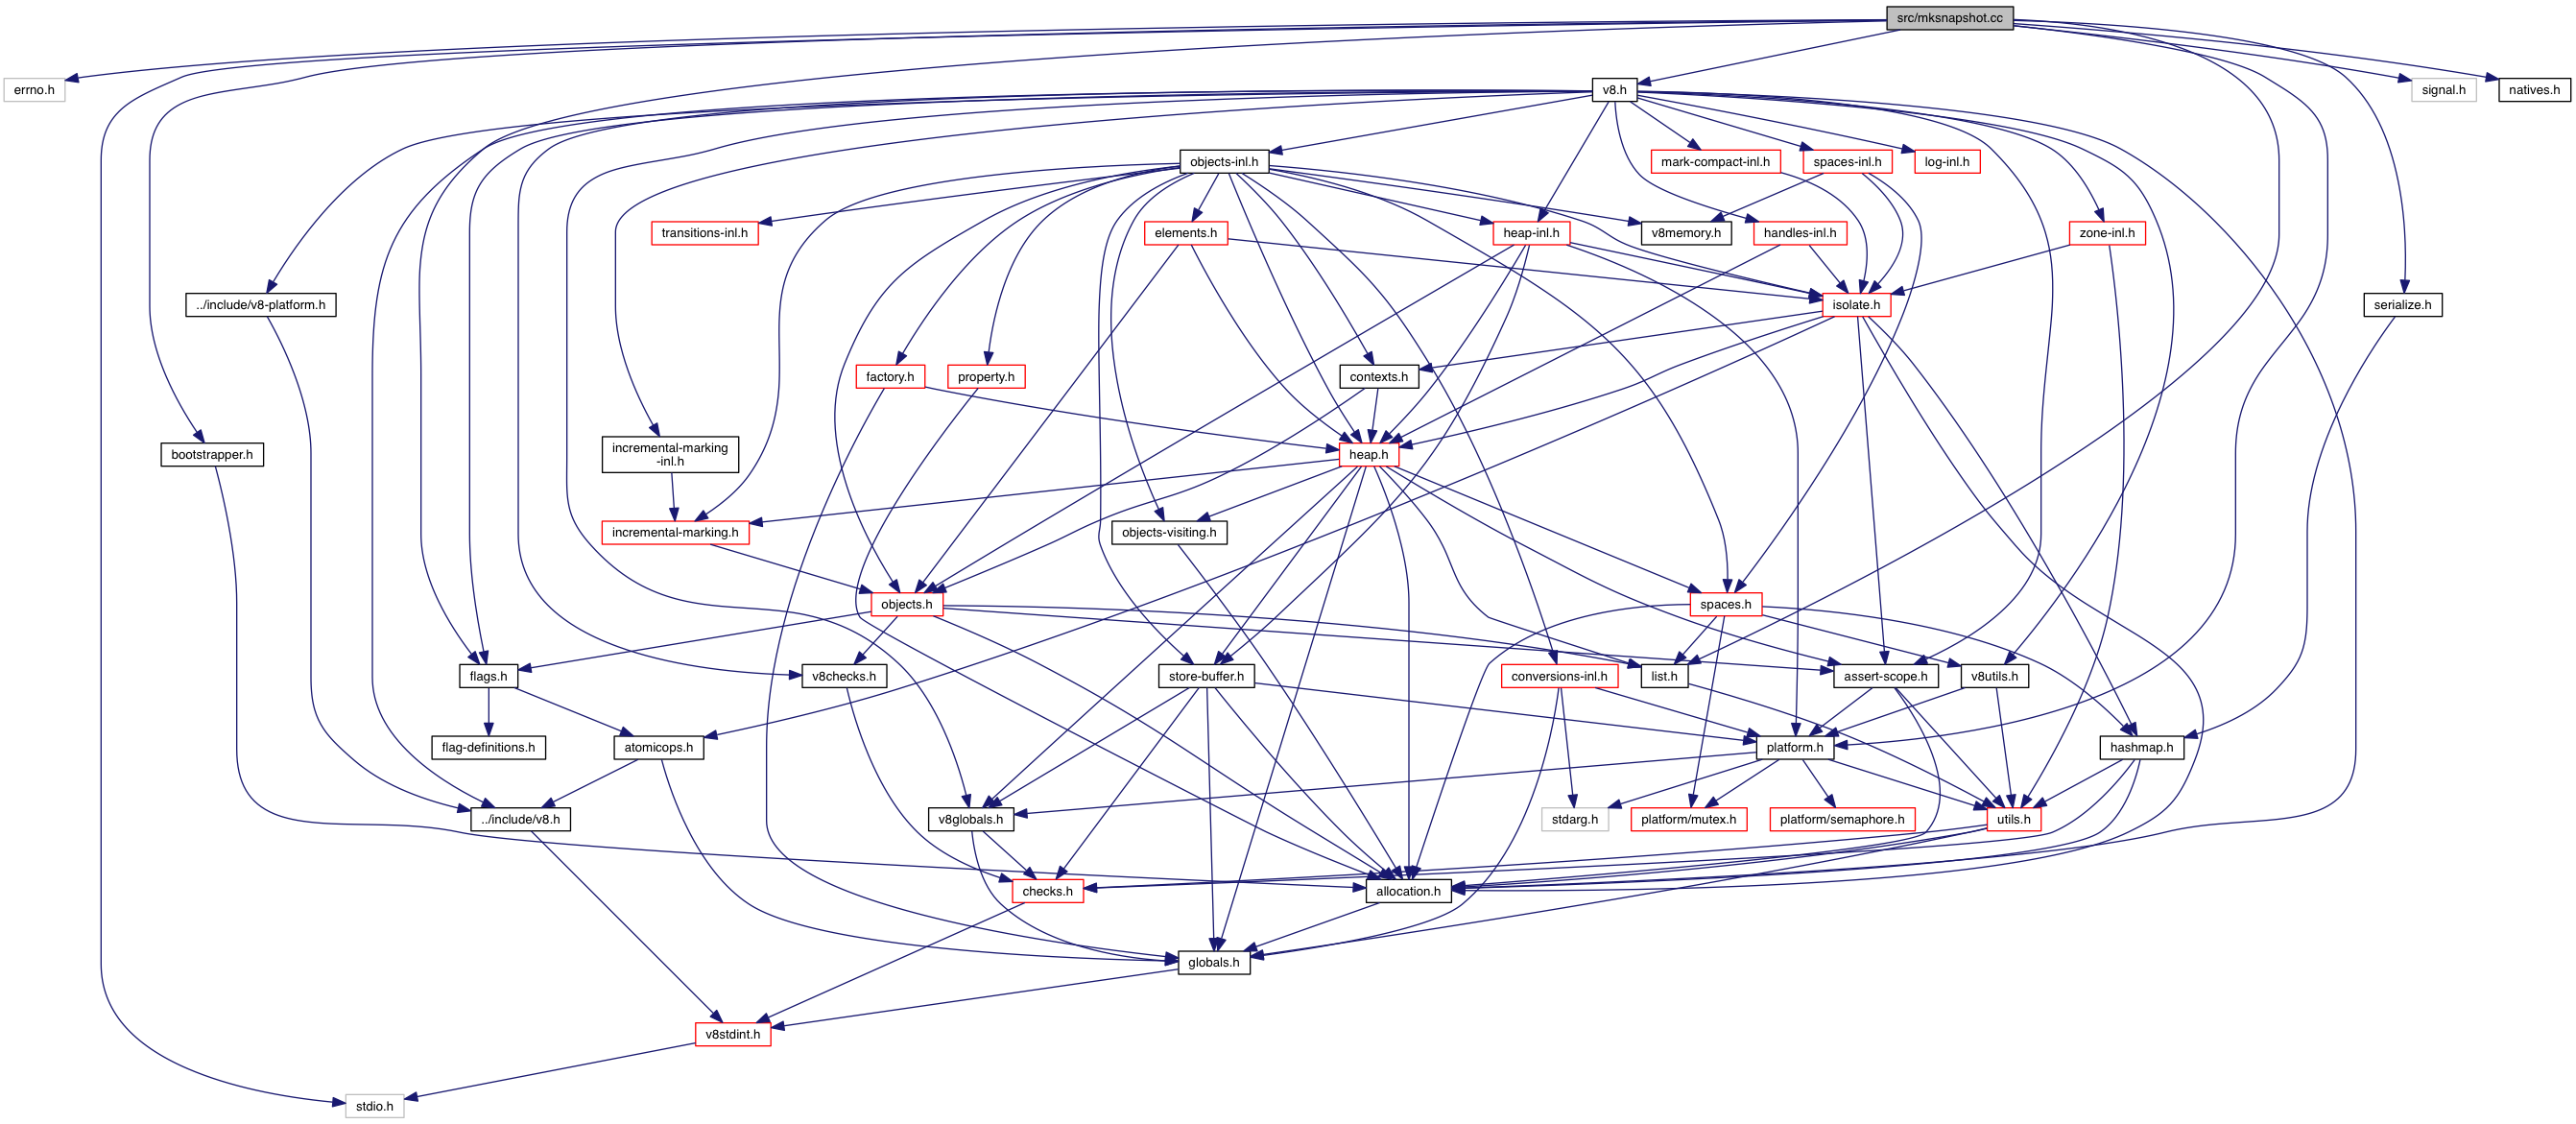 src/mksnapshot.cc
errno.h
v8.h
signal.h
natives.h
objects-inl.h
mark-compact-inl.h
spaces-inl.h
log-inl.h
transitions-inl.h
elements.h
heap-inl.h
v8memory.h
handles-inl.h
zone-inl.h
../include/v8-platform.h
isolate.h
serialize.h
factory.h
property.h
contexts.h
bootstrapper.h
incremental-marking
-inl.h
heap.h
incremental-marking.h
objects-visiting.h
objects.h
spaces.h
flags.h
v8checks.h
store-buffer.h
conversions-inl.h
list.h
assert-scope.h
v8utils.h
flag-definitions.h
atomicops.h
platform.h
hashmap.h
../include/v8.h
v8globals.h
stdarg.h
platform/mutex.h
platform/semaphore.h
utils.h
checks.h
allocation.h
globals.h
v8stdint.h
stdio.h